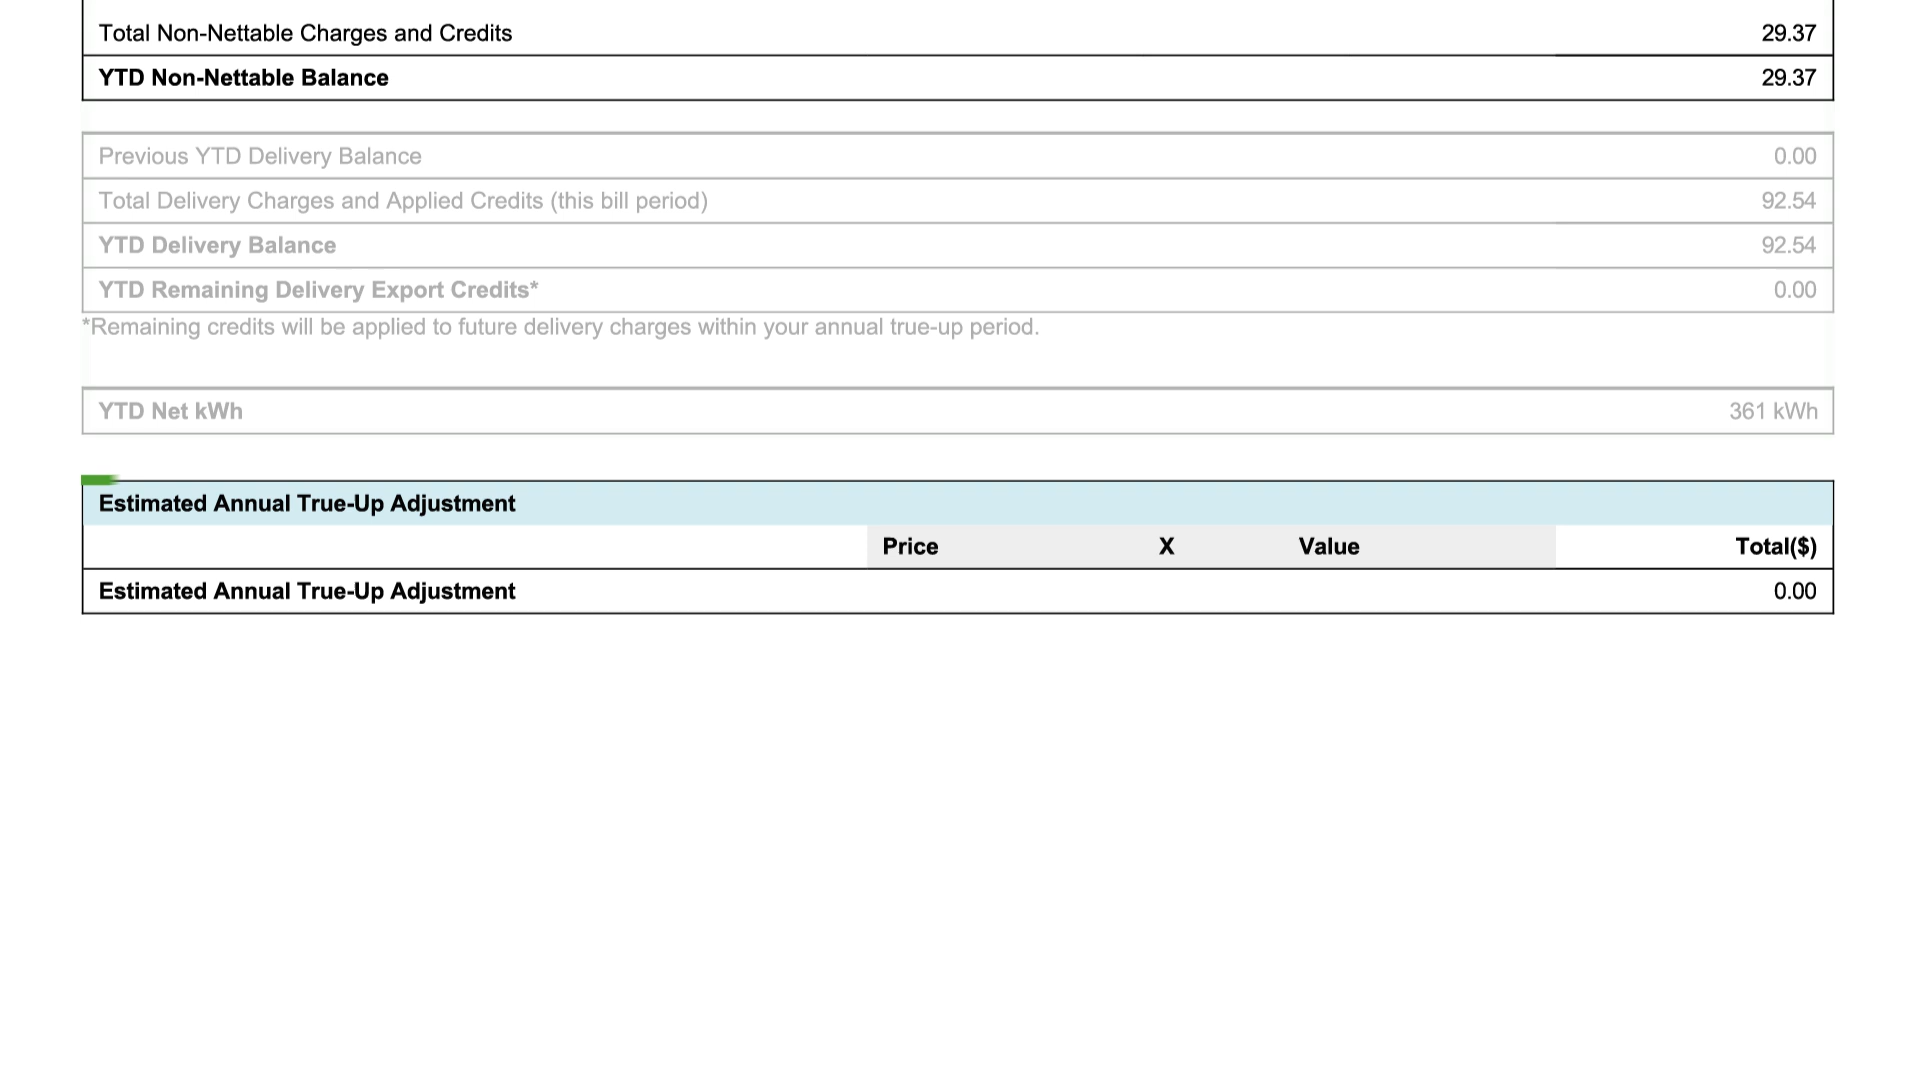 Total Non-Nettable Charges and Credits 29.37
YTD Non-Nettable Balance 29.37
Previous YTD Delivery Balance 0.00
Total Delivery Charges and Applied Credits (this bill period) 92.54
YTD Delivery Balance 92.54
YTD Remaining Delivery Export Credits* 0.00
*Remaining credits will be applied to future delivery charges within your annual true-up period.
YTD Net kWh 361 kWh
Estimated Annual True-Up Adjustment
Price X Value Total($)
Estimated Annual True-Up Adjustment 0.00